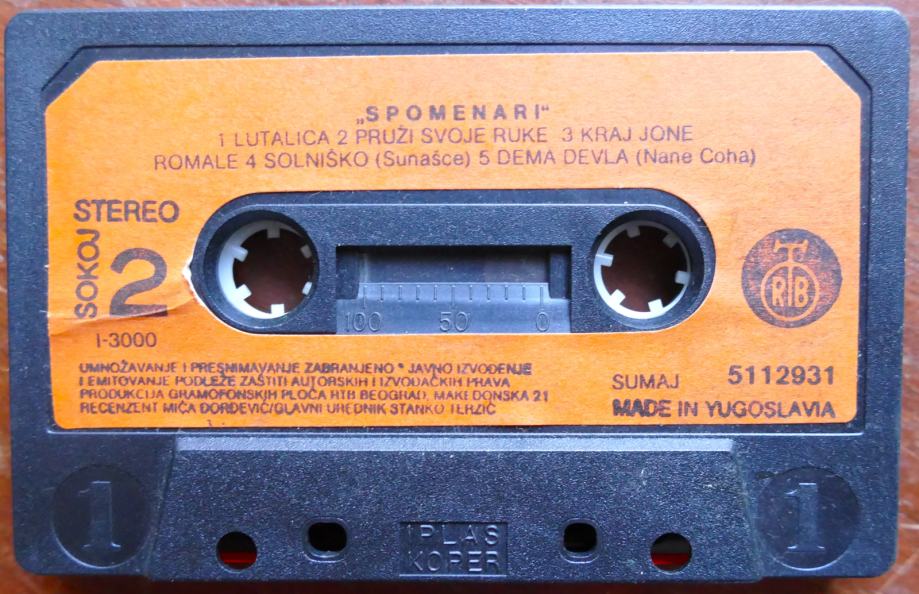 „SPOMENARI“
1 LUTALICA 2 PRUŽI SVOJE RUKE 3 KRAJ JONE
ROMALE 4 SOLNIŠKO (Sunašce) 5 DEMA DEVLA (Nane Coha)
STEREO
SOKOJ
2
RTB
100 50 0
I-3000
UMNOŽAVANJE I PRESNIMAVANJE ZABRANJENO * JAVNO IZVOĐENJE
I EMITOVANJE PODLEŽE ZAŠTITI AUTORSKIH I IZVOĐAČKIH PRAVA
PRODUKCIJA GRAMOFONSKIH PLOČA RTB BEOGRAD, MAKEDONSKA 21
RECENZENT MIĆA ĐORĐEVIĆ/GLAVNI UREDNIK STANKO TERZIĆ
SUMAJ 5112931
MADE IN YUGOSLAVIA
1 1
IPLAS
KOPER